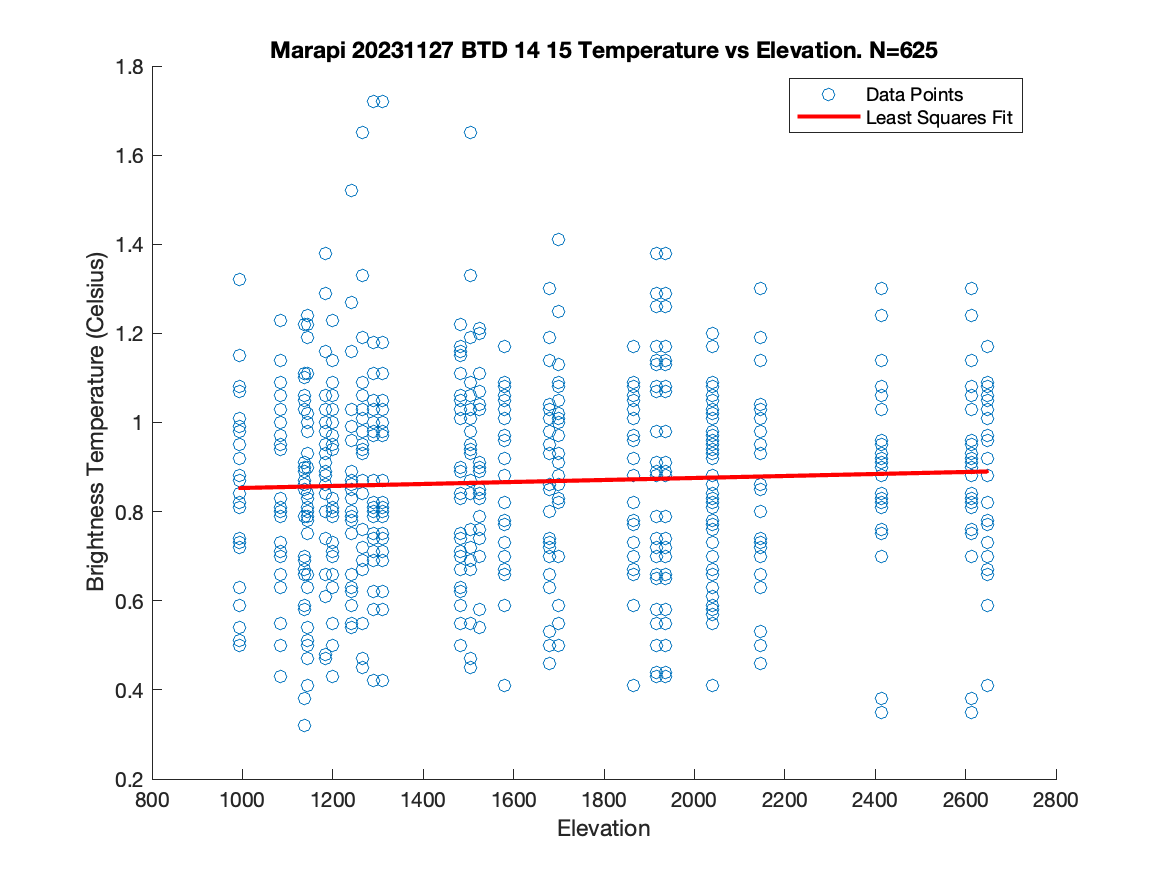 Marapi 20231127 BTD 14 15 Temperature vs Elevation. N=625
Data Points
Least Squares Fit
Brightness Temperature (Celsius)
1.8
1.6
1.4
1.2
1
0.8
0.6
0.4
0.2
800 1000 1200 1400 1600 1800 2000 2200 2400 2600 2800
Elevation